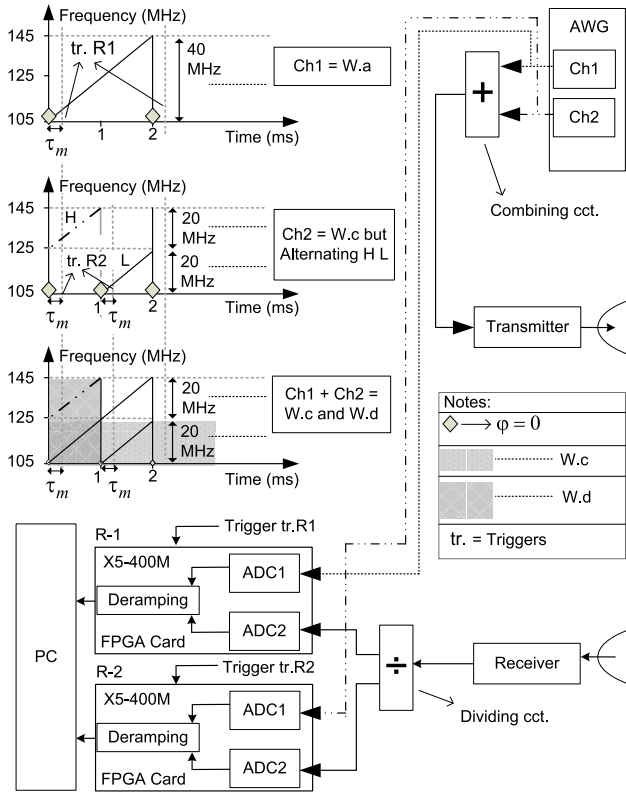 Frequency (MHz)
145
tr. R1
125
105
40
MHz
Ch1 = W.a
τm
1
2
Time (ms)
Frequency (MHz)
145
H
125
tr. R2
L
105
20
MHz
20
MHz
Ch2 = W.c but
Alternating H L
τm
1
τm
2
Time (ms)
Frequency (MHz)
145
125
105
20
MHz
20
MHz
Ch1 + Ch2 =
W.c and W.d
τm
1
τm
2
Time (ms)
AWG
Ch1
Ch2
+
Combining cct.
Transmitter
Notes:
φ = 0
W.c
W.d
tr. = Triggers
R-1
Trigger tr.R1
X5-400M
ADC1
Deramping
ADC2
FPGA Card
PC
R-2
Trigger tr.R2
X5-400M
ADC1
Deramping
ADC2
FPGA Card
÷
Receiver
Dividing cct.